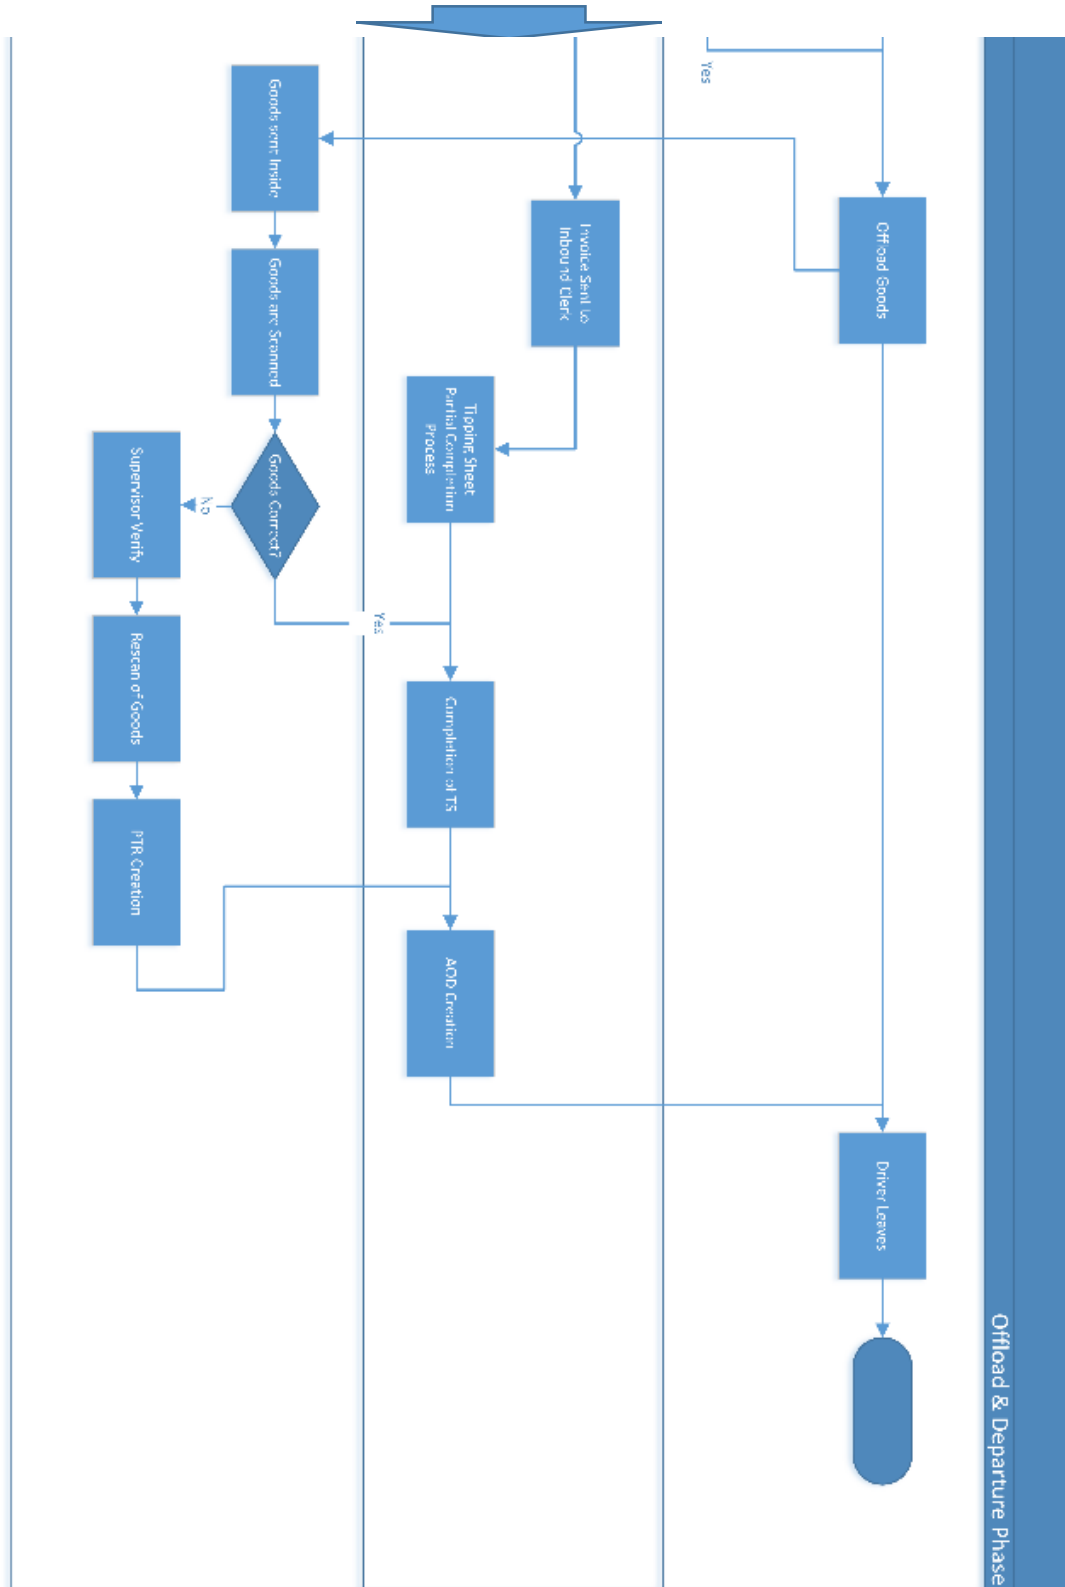 Offload & Departure Phase
Yes
Offload Goods
Driver Leaves
Invoice Sent to
Inbound Clerk
Tipping Sheet
Partial Completion
Process
Yes
Completion of TS
AOD Creation
Goods sent Inside
Goods are Scanned
Goods Correct?
No
Supervisor Verify
Rescan of Goods
PTR Creation